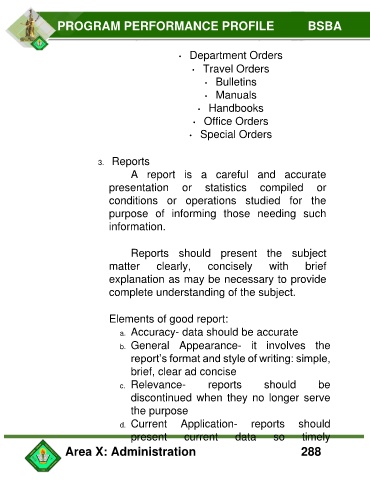 PROGRAM PERFORMANCE PROFILE BSBA
• Department Orders
• Travel Orders
• Bulletins
• Manuals
• Handbooks
• Office Orders
• Special Orders
3. Reports
A report is a careful and accurate
presentation or statistics compiled or
conditions or operations studied for the
purpose of informing those needing such
information.
Reports should present the subject
matter clearly, concisely with brief
explanation as may be necessary to provide
complete understanding of the subject.
Elements of good report:
a. Accuracy- data should be accurate
b. General Appearance- it involves the
report's format and style of writing: simple,
brief, clear ad concise
c. Relevance- reports should be
discontinued when they no longer serve
the purpose
d. Current Application- reports should
present current data so timely
Area X: Administration 288